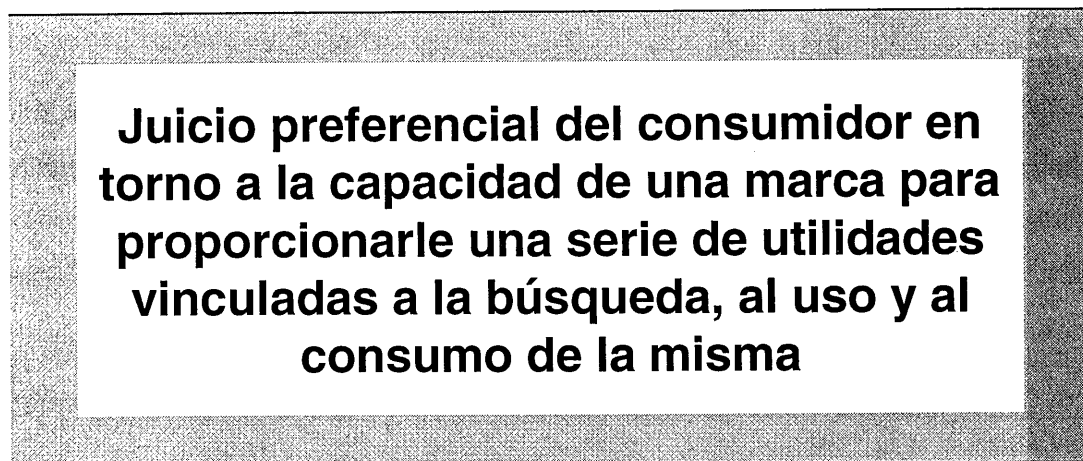 Juicio preferencial del consumidor en
torno a la capacidad de una marca para
proporcionarle una serie de utilidades
vinculadas a la búsqueda, al uso y al
consumo de la misma